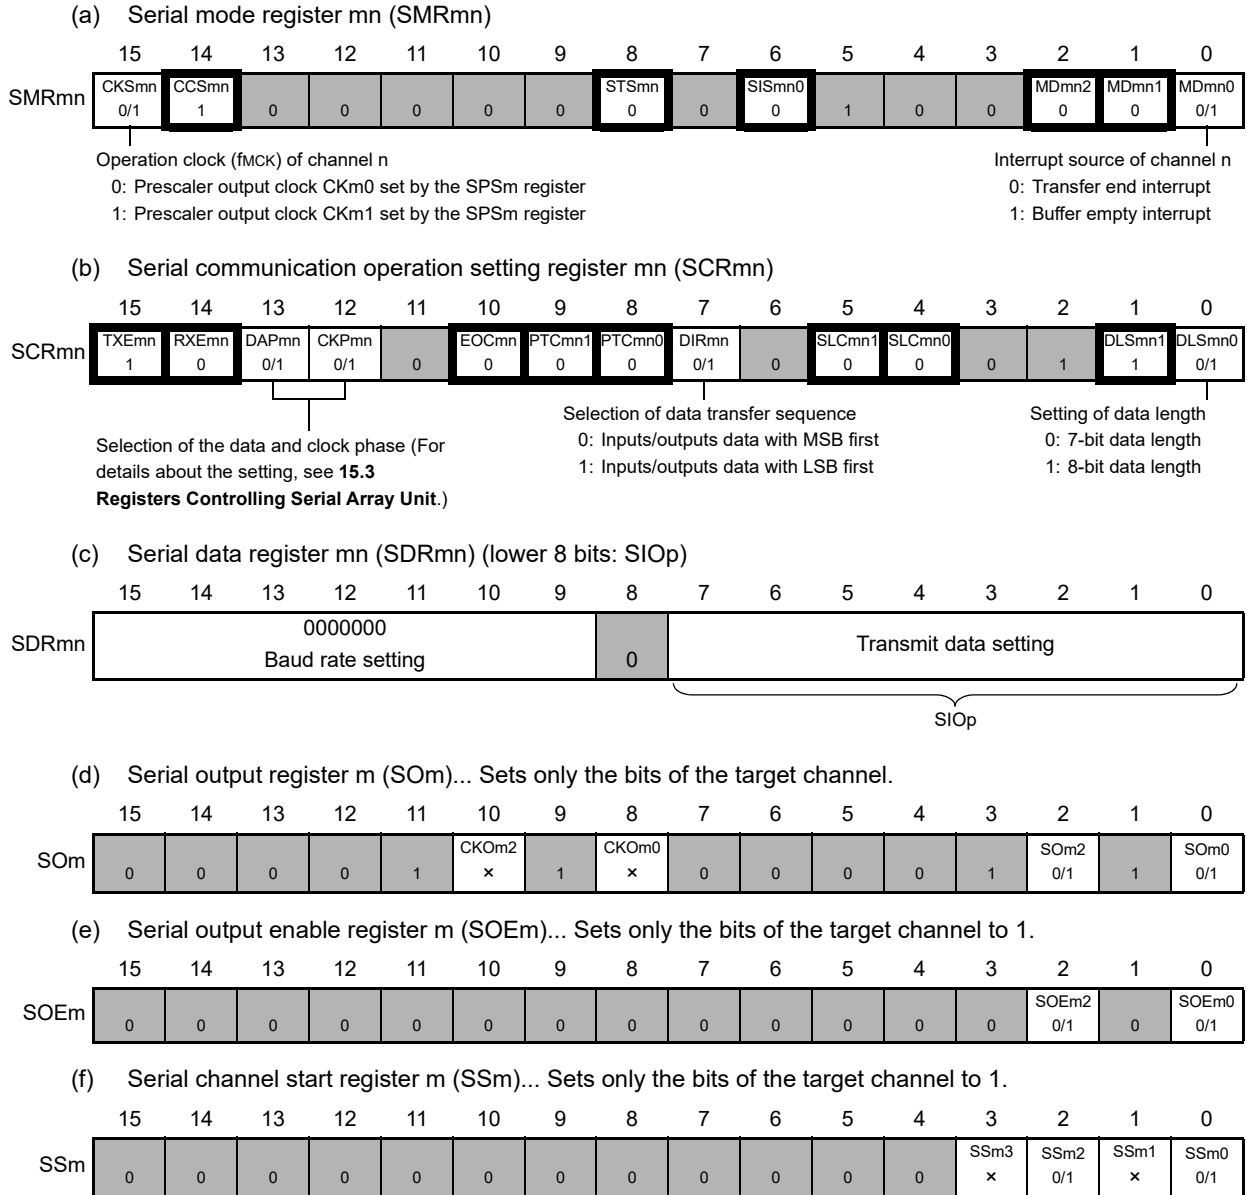 (a) Serial mode register mn (SMRmn)
15 14 13 12 11 10 9 8 7 6 5 4 3 2 1 0
SMRmn CKSmn CCSmn STSmn SISmn0 MDmn2 MDmn1 MDmn0
0/1 1 0 0 0 0 0 0 0 0 1 0 0 0 0 0/1
Operation clock (fMCK) of channel n
0: Prescaler output clock CKm0 set by the SPSm register
1: Prescaler output clock CKm1 set by the SPSm register
Interrupt source of channel n
0: Transfer end interrupt
1: Buffer empty interrupt
(b) Serial communication operation setting register mn (SCRmn)
15 14 13 12 11 10 9 8 7 6 5 4 3 2 1 0
SCRmn TXEmn RXEmn DAPmn CKPmn EOCmn PTCmn1 PTCmn0 DIRmn SLCmn1 SLCmn0 DLSmn1 DLSmn0
1 0 0/1 0/1 0 0 0 0 0/1 0 0 0 0 1 1 0/1
Selection of the data and clock phase (For
details about the setting, see 15.3
Registers Controlling Serial Array Unit.)
Selection of data transfer sequence
0: Inputs/outputs data with MSB first
1: Inputs/outputs data with LSB first
Setting of data length
0: 7-bit data length
1: 8-bit data length
(c) Serial data register mn (SDRmn) (lower 8 bits: SIOp)
15 14 13 12 11 10 9 8 7 6 5 4 3 2 1 0
SDRmn 0000000
Baud rate setting 0 Transmit data setting
SIOp
(d) Serial output register m (SOm)... Sets only the bits of the target channel.
15 14 13 12 11 10 9 8 7 6 5 4 3 2 1 0
SOm CKOm2 CKOm0 SOm2 SOm0
0 0 0 0 1 × 1 × 0 0 0 0 1 0/1 1 0/1
(e) Serial output enable register m (SOEm)... Sets only the bits of the target channel to 1.
15 14 13 12 11 10 9 8 7 6 5 4 3 2 1 0
SOEm SOEm2 SOEm0
0 0 0 0 0 0 0 0 0 0 0 0 0 0/1 0 0/1
(f) Serial channel start register m (SSm)... Sets only the bits of the target channel to 1.
15 14 13 12 11 10 9 8 7 6 5 4 3 2 1 0
SSm SSm3 SSm2 SSm1 SSm0
0 0 0 0 0 0 0 0 0 0 0 0 × 0/1 × 0/1